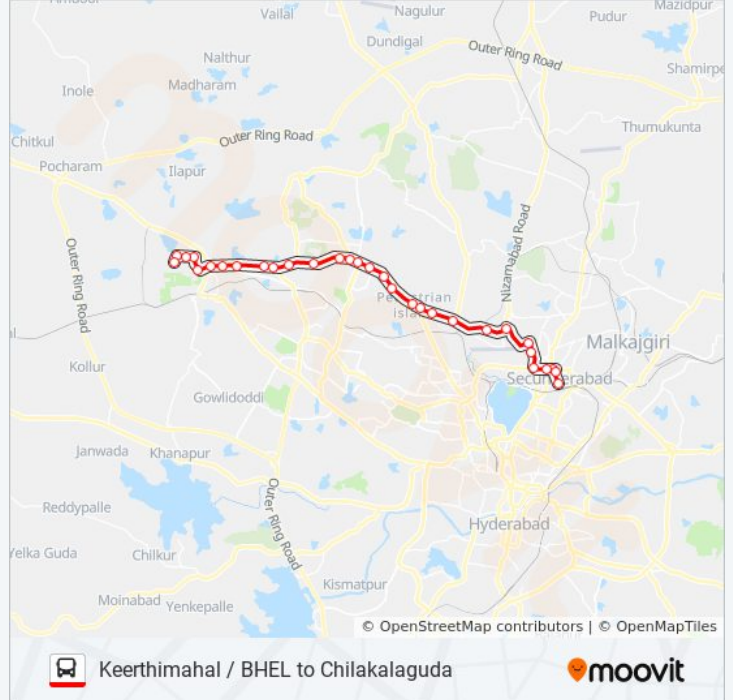 Mazidpur
Nagulur
Vailal
Pudur
Dundigal
Outer Ring Road
Nalthur
Shamirpe
Madharam
Inole
Thumukunta
Outer Ring Road
Chitkul
Pocharam
Ilapur
Outer Ring Road
Nizamabad Road
Malkajgiri
Kollur
Gowlidoddi
Janwada
Khanapur
Outer Ring Road
Reddypalle
Hyderabad
Yelka Guda
Chilkur
Kismatpur
Moinabad
Yenkepalle
© OpenStreetMap contributors | © OpenMapTiles
Keerthimahal / BHEL to Chilakalaguda
moovit